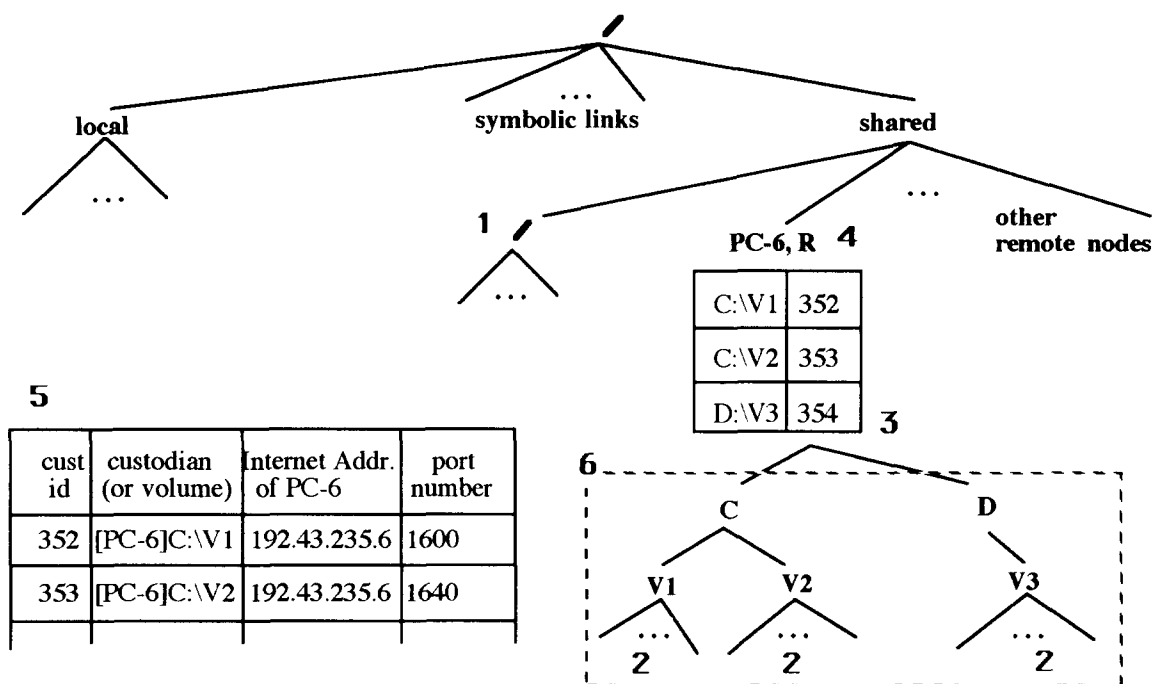 /
local
...
symbolic links
shared
...
...
1 /
...
PC-6, R 4
other
remote nodes
C:\V1 352
C:\V2 353
D:\V3 354
3
5
cust id
custodian (or volume)
Internet Addr. of PC-6
port number
352 [PC-6]C:\V1 192.43.235.6 1600
353 [PC-6]C:\V2 192.43.235.6 1640
6
C D
V1 V2 V3
... ... ...
2 2 2